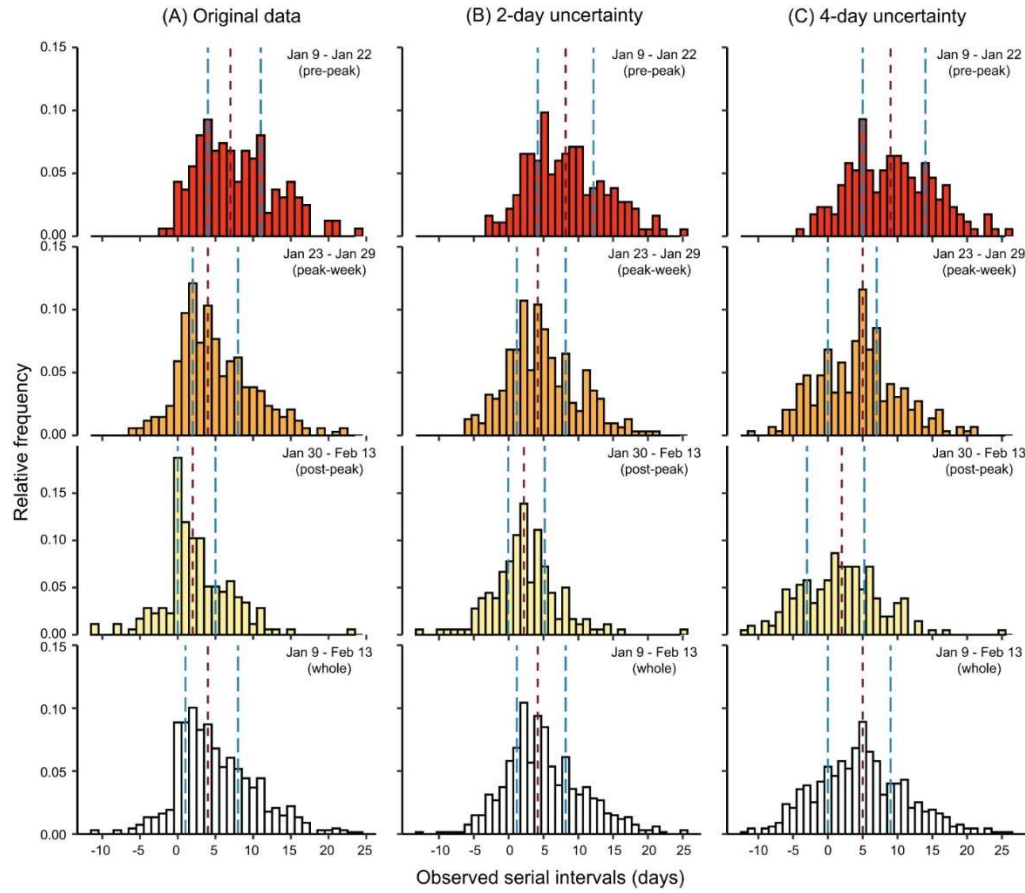 (A) Original data
(B) 2-day uncertainty
(C) 4-day uncertainty
0.15
0.10
0.05
0.00
Jan 9 - Jan 22
(pre-peak)
Jan 9 - Jan 22
(pre-peak)
Jan 9 - Jan 22
(pre-peak)
0.15
0.10
0.05
0.00
Jan 23 - Jan 29
(peak-week)
Jan 23 - Jan 29
(peak-week)
Jan 23 - Jan 29
(peak-week)
Relative frequency
0.15
0.10
0.05
0.00
Jan 30 - Feb 13
(post-peak)
Jan 30 - Feb 13
(post-peak)
Jan 30 - Feb 13
(post-peak)
0.15
0.10
0.05
0.00
Jan 9 - Feb 13
(whole)
Jan 9 - Feb 13
(whole)
Jan 9 - Feb 13
(whole)
-10 -5 0 5 10 15 20 25
-10 -5 0 5 10 15 20 25
-10 -5 0 5 10 15 20 25
Observed serial intervals (days)